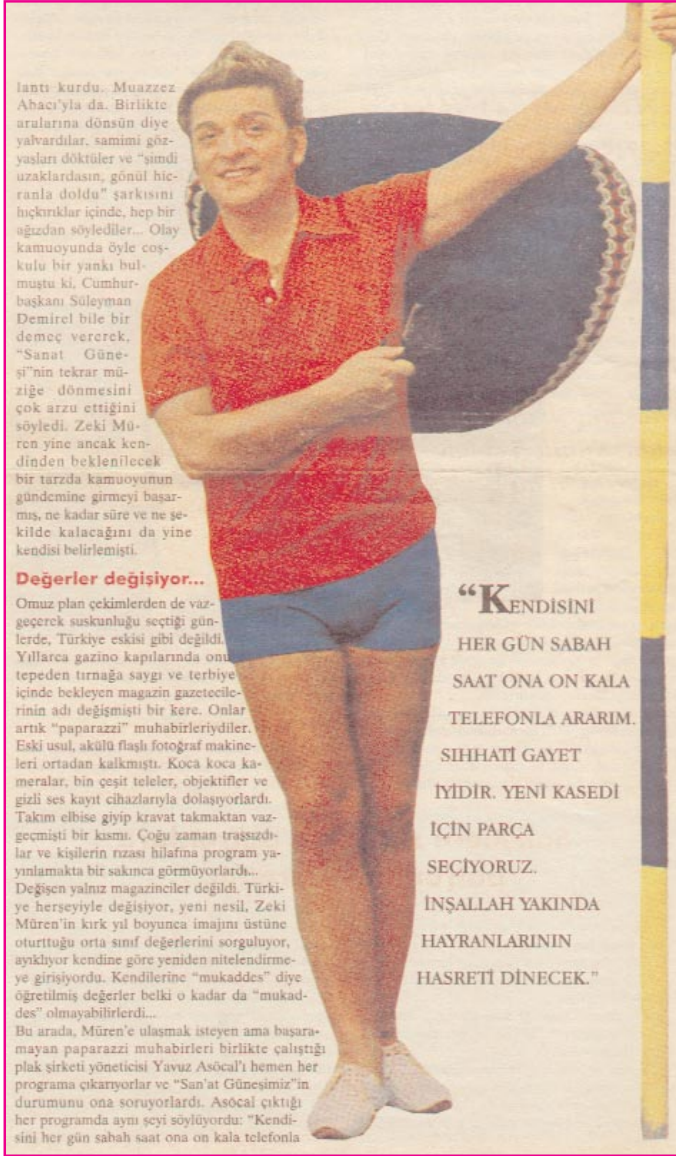 lantı kurdu. Muazzez
Abacı'yla da. Birlikte
aralarına dönsün diye
yalvardılar, samimi göz-
yaşları döktüler ve “şimdi
uzaklardasın, gönül hic-
ranla doldu” şarkısını
hıçkırıklar içinde, hep bir
ağızdan söylediler... Olay
kamuoyunda öyle coş-
kulu bir yankı bul-
muştu ki, Cumhur-
başkanı Süleyman
Demirel bile bir
demeç vererek,
“Sanat Güne-
şi”nin tekrar mü-
ziğe dönmesini
çok arzu ettiğini
söyledi. Zeki Mü-
ren yine ancak ken-
dinden beklenilecek
bir tarzda kamuoyunun
gündemine girmeyi başar-
mış, ne kadar süre ve ne şe-
kilde kalacağını da yine
kendisi belirlemişti.
Değerler değişiyor...
Omuz plan çekimlerden de vaz-
geçerek suskunluğu seçtiği gün-
lerde, Türkiye eskisi gibi değildi.
Yıllarca gazino kapılarında onu
tepeden tırnağa saygı ve terbiye
içinde bekleyen magazin gazetecile-
rinin adı değişmişti bir kere. Onlar
artık “paparazzi” muhabirleriydiler.
Eski usul, akülü flaşlı fotoğraf makine-
leri ortadan kalkmıştı. Koca koca ka-
meralar, bin çeşit teleler, objektifler ve
gizli ses kayıt cihazlarıyla dolaşıyorlardı.
Takım elbise giyip kravat takmaktan vaz-
geçmişti bir kısmı. Çoğu zaman traşsızdı-
lar ve kişilerin rızası hilafına program ya-
yınlamakta bir sakınca görmüyorlardı...
Değişen yalnız magazinciler değildi. Türki-
ye herşeyiyle değişiyor, yeni nesil, Zeki
Müren'in kırk yıl boyunca imajını üstüne
oturttuğu orta sınıf değerlerini sorguluyor,
ayıklıyor kendine göre yeniden nitelendirme-
ye girişiyordu. Kendilerine “mukaddes” diye
öğretilmiş değerler belki o kadar da “mukad-
des” olmayabilirlerdi...
Bu arada, Müren'e ulaşmak isteyen ama başara-
mayan paparazzi muhabirleri birlikte çalıştığı
plak şirketi yöneticisi Yavuz Asöcal'ı hemen her
programa çıkarıyorlar ve “San'at Güneşimiz”in
durumunu ona soruyorlardı. Asöcal çıktığı
her programda aynı şeyi söylüyordu: “Kendi-
sini her gün sabah saat ona on kala telefonla
“KENDİSİNİ
HER GÜN SABAH
SAAT ONA ON KALA
TELEFONLA ARARIM.
SIHHATİ GAYET
İYİDİR. YENİ KASEDİ
İÇİN PARÇA
SEÇİYORUZ.
İNŞALLAH YAKINDA
HAYRANLARININ
HASRETİ DİNECEK.”